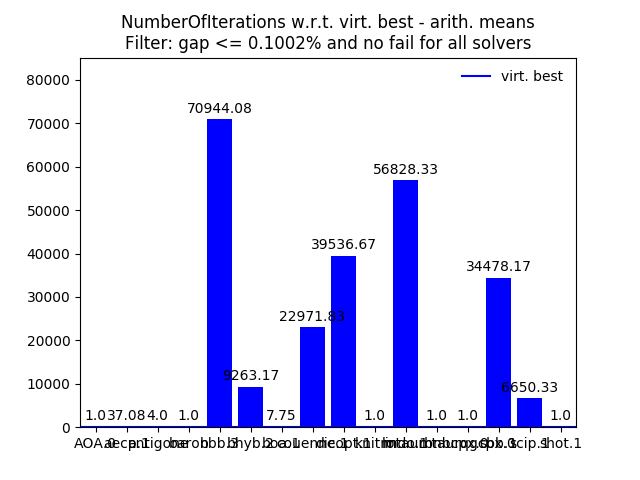 NumberOfIterations w.r.t. virt. best - arith. means
Filter: gap <= 0.1002% and no fail for all solvers
virt. best
80000
70000
60000
50000
40000
30000
20000
10000
0
1.0 37.08 4.0 1.0 70944.08 9263.17 7.75 22971.83 39536.67 1.0 56828.33 1.0 1.0 34478.17 6650.33 1.0
shot.1